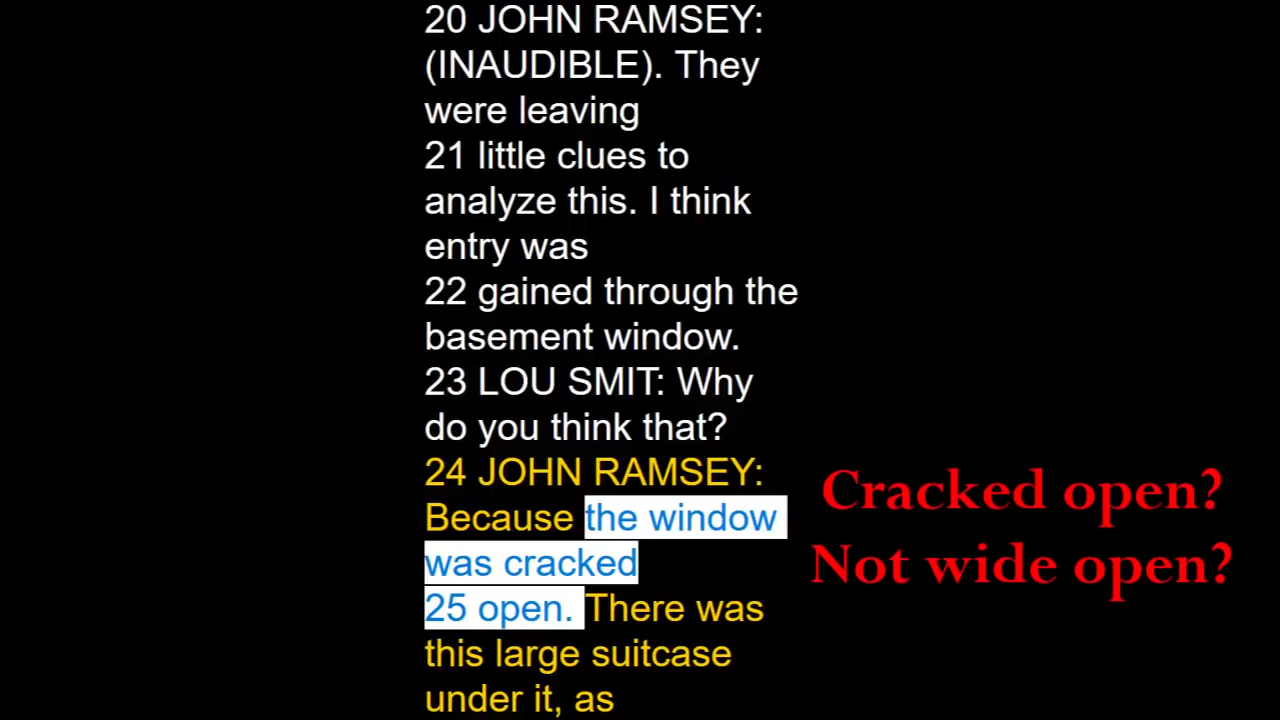 20 JOHN RAMSEY:
(INAUDIBLE). They
were leaving
21 little clues to
analyze this. I think
entry was
22 gained through the
basement window.
23 LOU SMIT: Why
do you think that?
24 JOHN RAMSEY:
Because the window
was cracked
25 open. There was
this large suitcase
under it, as
Cracked open?
Not wide open?